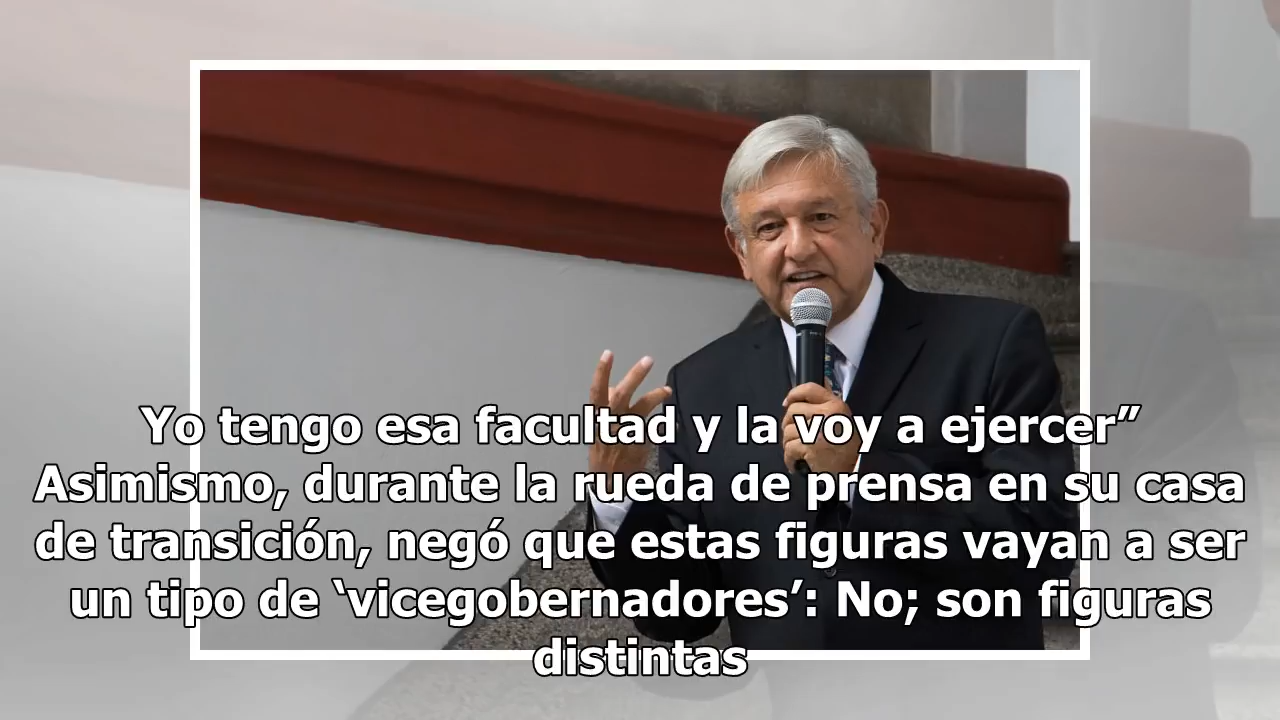 Yo tengo esa facultad y la voy a ejercer”
Asimismo, durante la rueda de prensa en su casa
de transición, negó que estas figuras vayan a ser
un tipo de ‘vicegobernadores’: No; son figuras
distintas